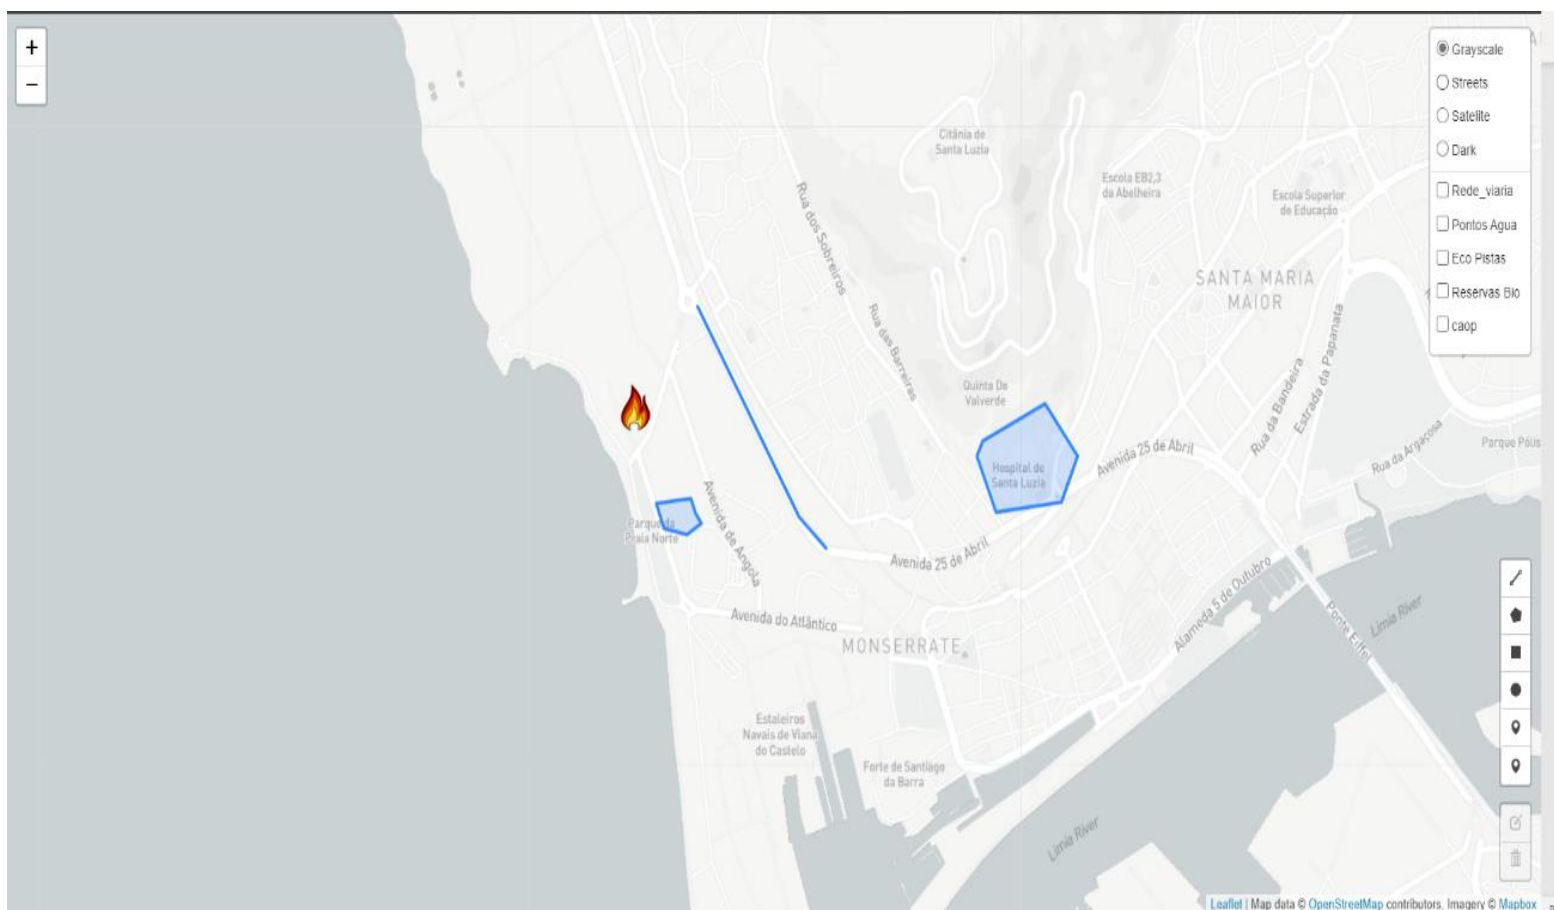 +
−
Citânia de
Santa Luzia
Escola EB2,3
da Abelheira
Escola Superior
de Educação
Grayscale
Streets
Satelite
Dark
Rede_viaria
Pontos Agua
Eco Pistas
Reservas Bio
caop
Rua dos Sobreiros
Rua das Barreiras
SANTA MARIA
MAIOR
Quinta De
Valverde
Estrada da Papanata
Rua da Bandeira
Hospital de
Santa Luzia
Avenida 25 de Abril
Rua da Argaçosa
Parque Pólis
Parque da
Praia Norte
Avenida de Angola
Avenida 25 de Abril
Alameda 5 de Outubro
Avenida do Atlântico
MONSERRATE
Ponte Eiffel
Limia River
Estaleiros
Navais de Viana
do Castelo
Forte de Santiago
da Barra
Limia River
Leaflet | Map data © OpenStreetMap contributors, Imagery © Mapbox